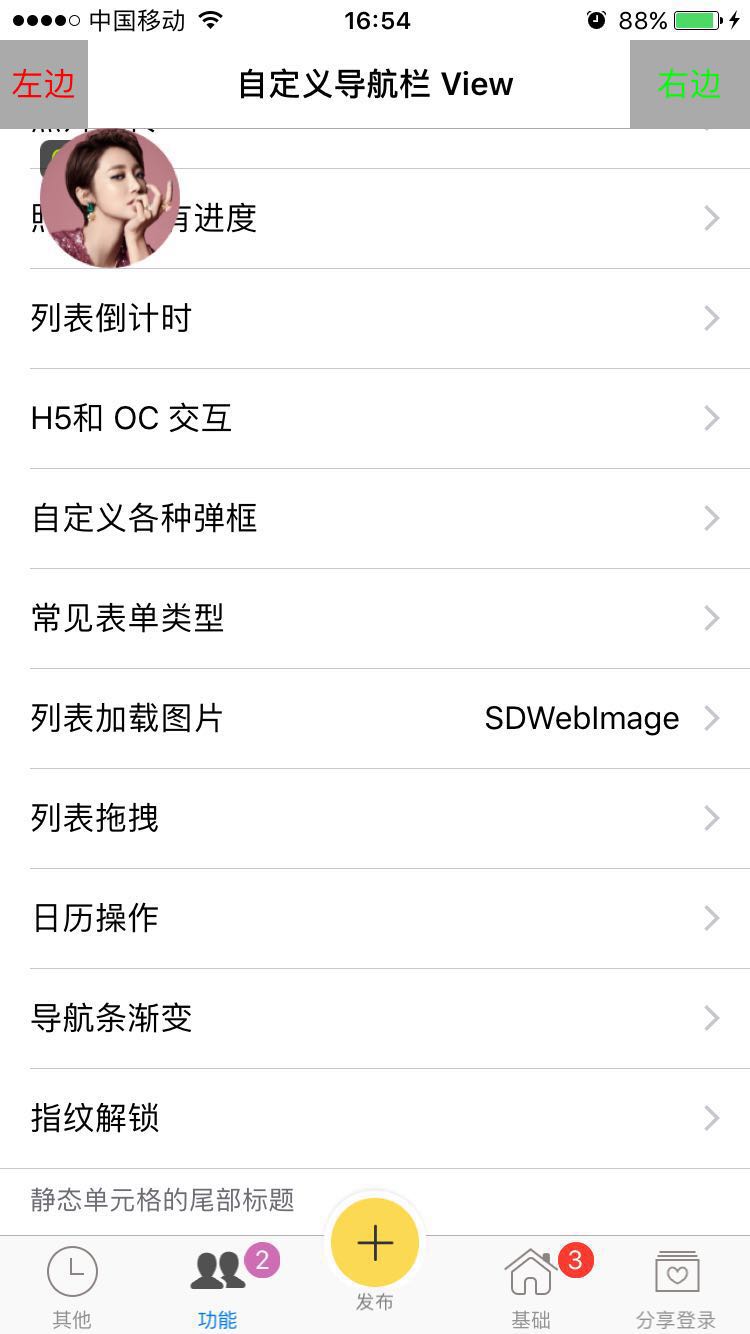 中国移动 16:54 88%
左边 自定义导航栏 View 右边
有进度
列表倒计时
H5和 OC 交互
自定义各种弹框
常见表单类型
列表加载图片 SDWebImage
列表拖拽
日历操作
导航条渐变
指纹解锁
静态单元格的尾部标题
2 3
其他 功能 发布 基础 分享登录